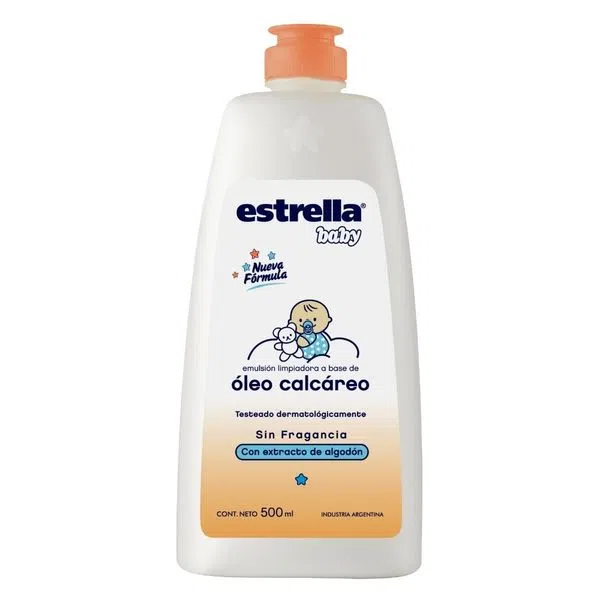 estrella®
baby
Nueva
Fórmula
emulsión limpiadora a base de
óleo calcáreo
Testeado dermatológicamente
Sin Fragancia
Con extracto de algodón
CONT. NETO 500 ml
INDUSTRIA ARGENTINA